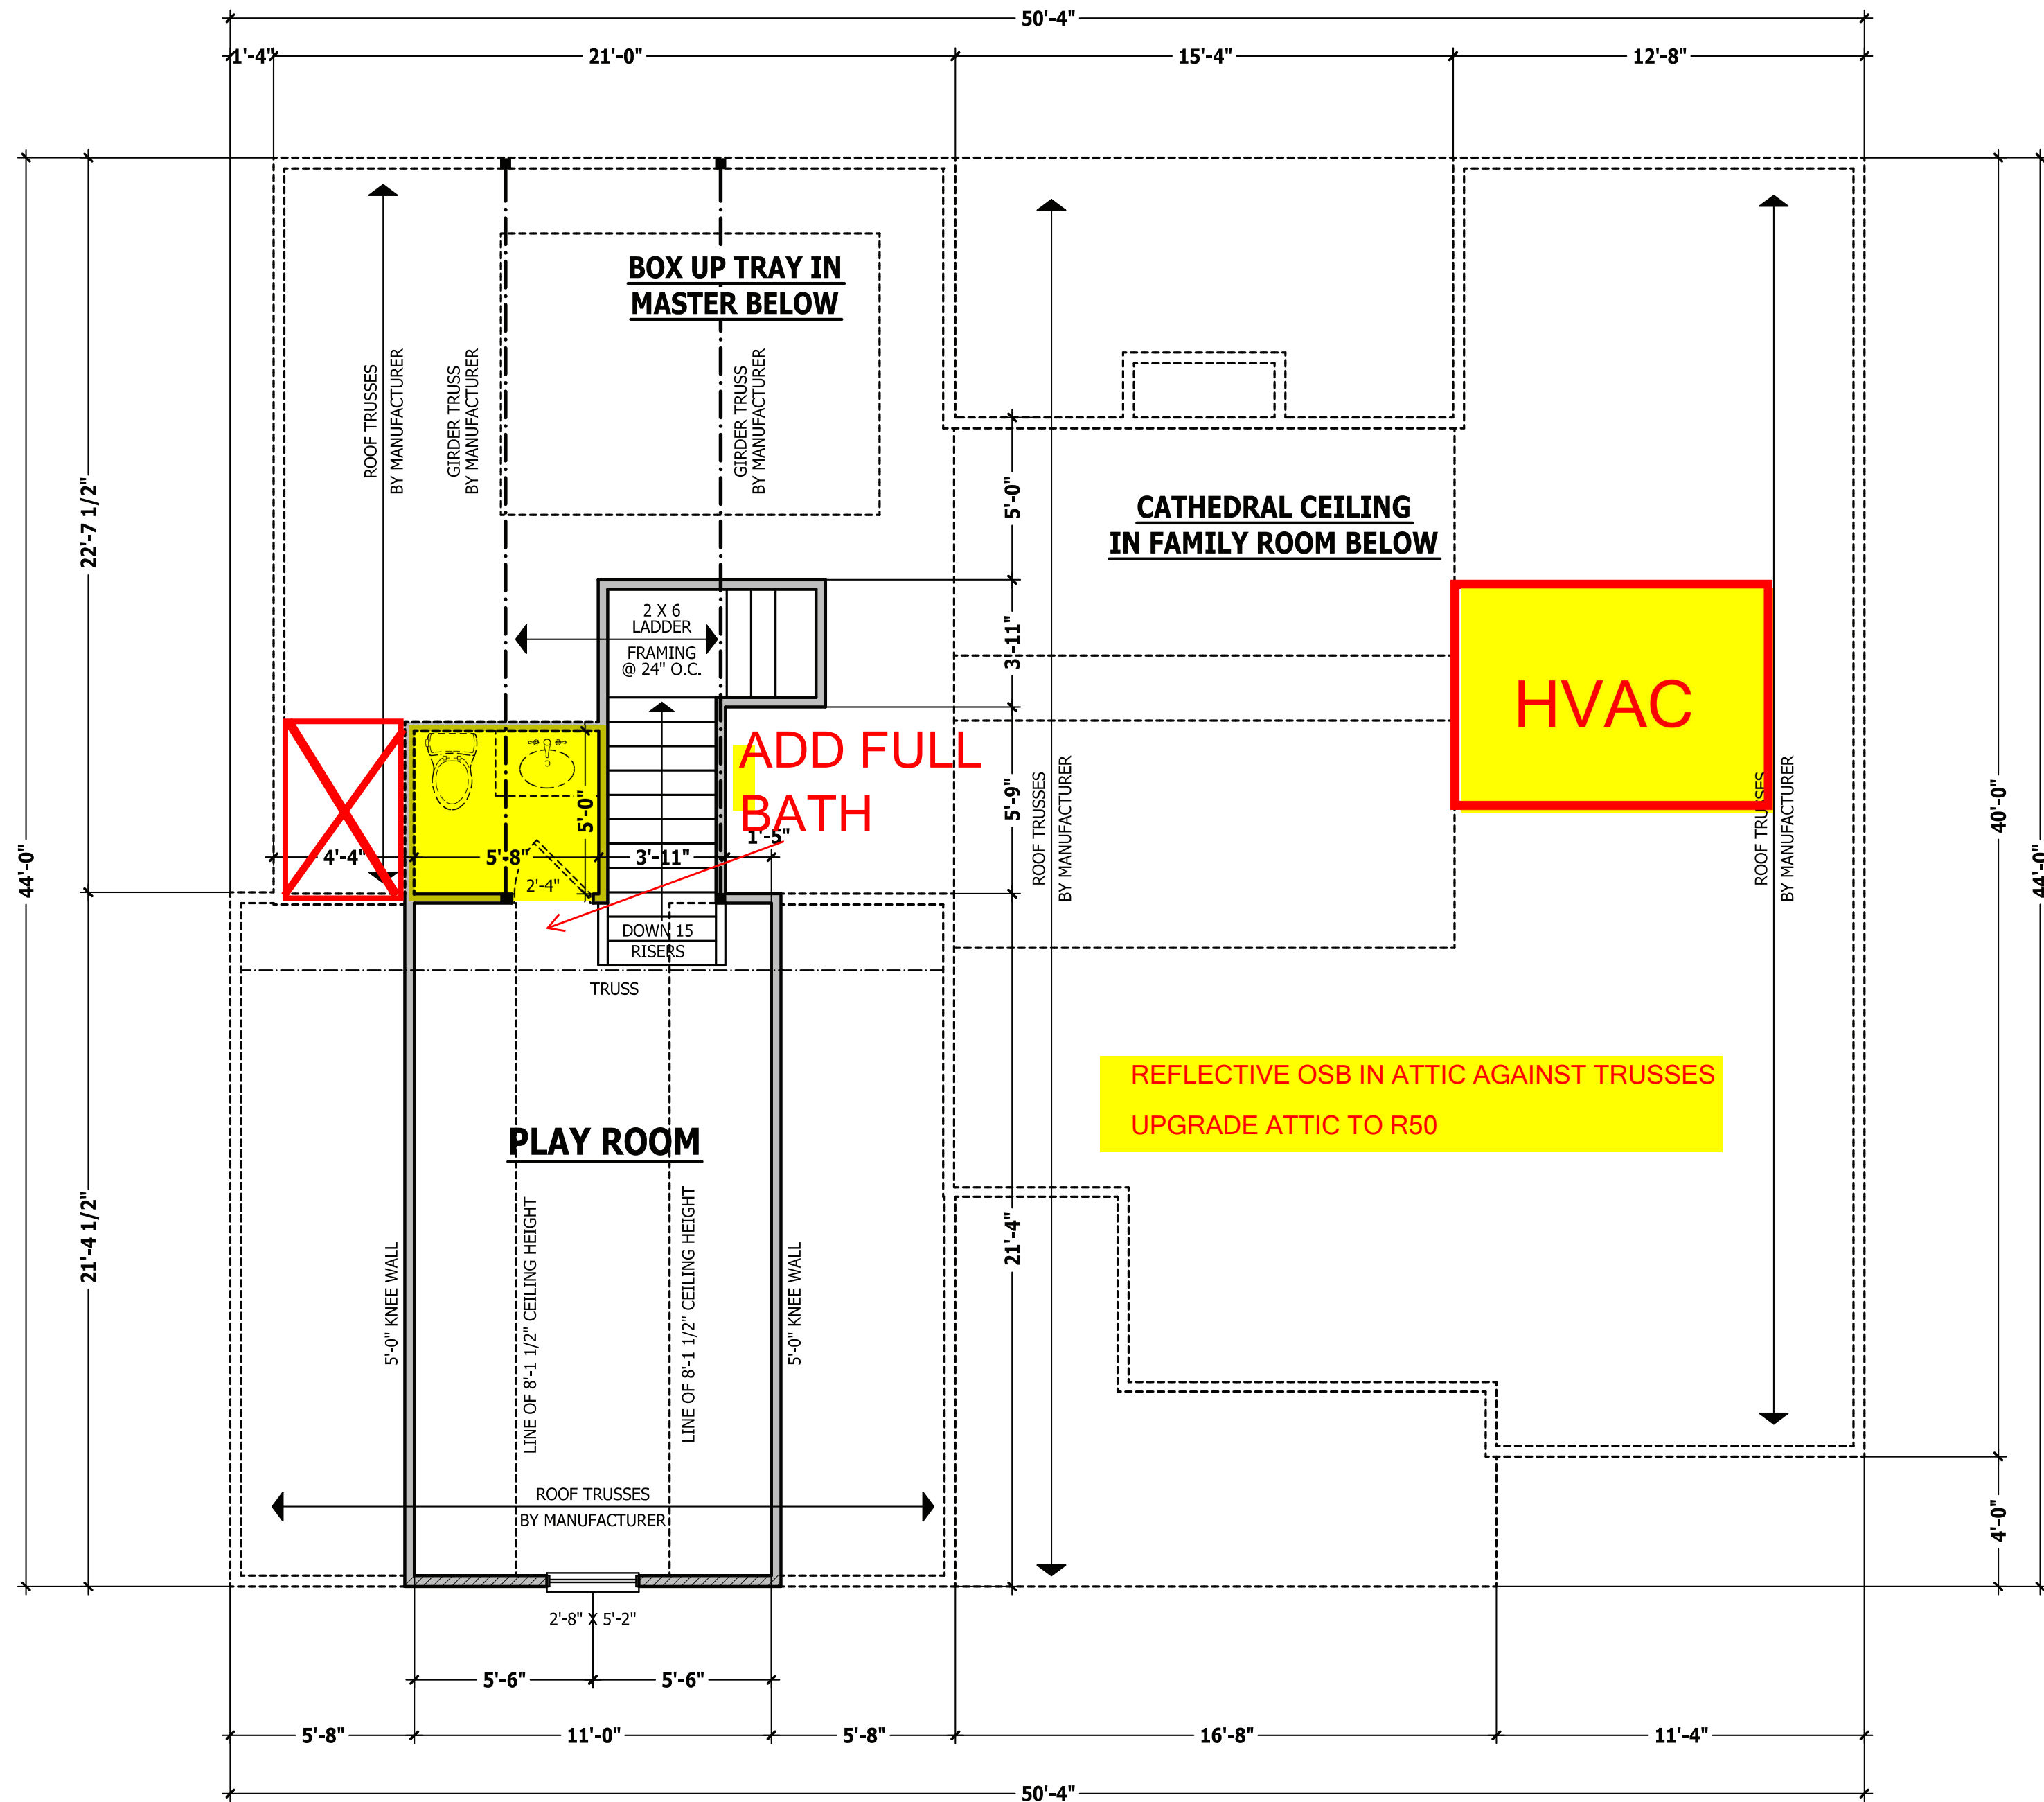 50'-4"
1'-4"
21'-0"
15'-4"
12'-8"
BOX UP TRAY IN
MASTER BELOW
ROOF TRUSSES
BY MANUFACTURER
GIRDER TRUSS
BY MANUFACTURER
GIRDER TRUSS
BY MANUFACTURER
22'-7 1/2"
5'-0"
CATHEDRAL CEILING
IN FAMILY ROOM BELOW
2 X 6
LADDER
FRAMING
@ 24" O.C.
3'-11"
HVAC
ADD FULL
BATH
5'-0"
5'-9"
ROOF TRUSSES
BY MANUFACTURER
ROOF TRUSSES
BY MANUFACTURER
40'-0"
44'-0"
44'-0"
4'-4"
5'-8"
3'-11"
1'-5"
2'-4"
DOWN 15
RISERS
TRUSS
REFLECTIVE OSB IN ATTIC AGAINST TRUSSES
UPGRADE ATTIC TO R50
PLAY ROOM
21'-4 1/2"
21'-4"
5'-0" KNEE WALL
LINE OF 8'-1 1/2" CEILING HEIGHT
LINE OF 8'-1 1/2" CEILING HEIGHT
5'-0" KNEE WALL
ROOF TRUSSES
BY MANUFACTURER
4'-0"
2'-8" X 5'-2"
5'-6"
5'-6"
5'-8"
11'-0"
5'-8"
16'-8"
11'-4"
50'-4"